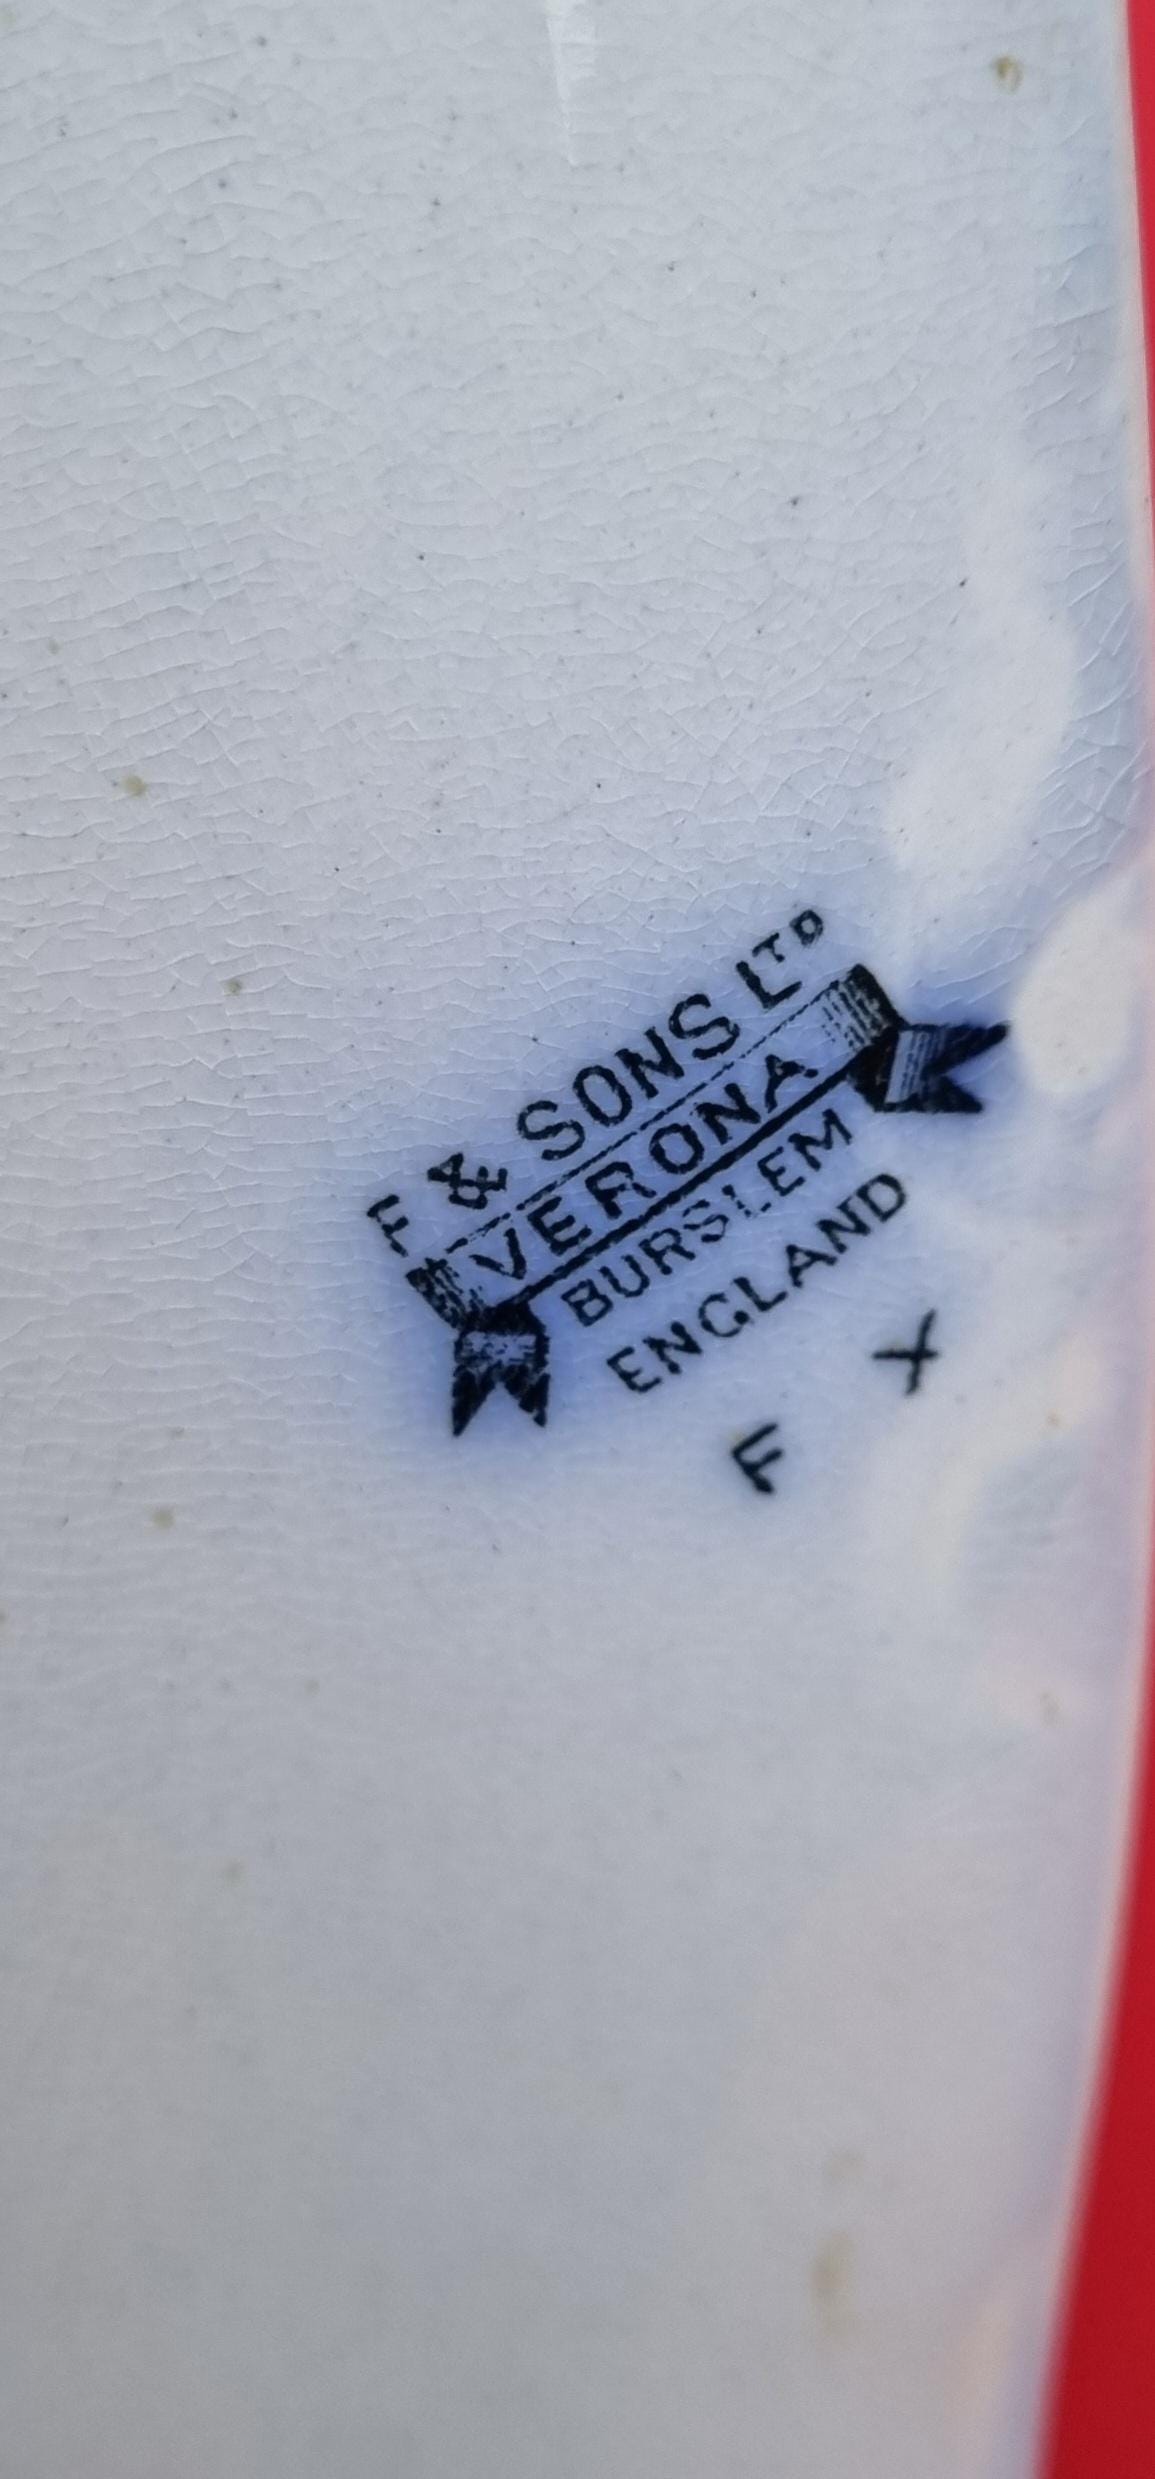 F & SONS LTD
VERONA
BURSLEM
ENGLAND
F X